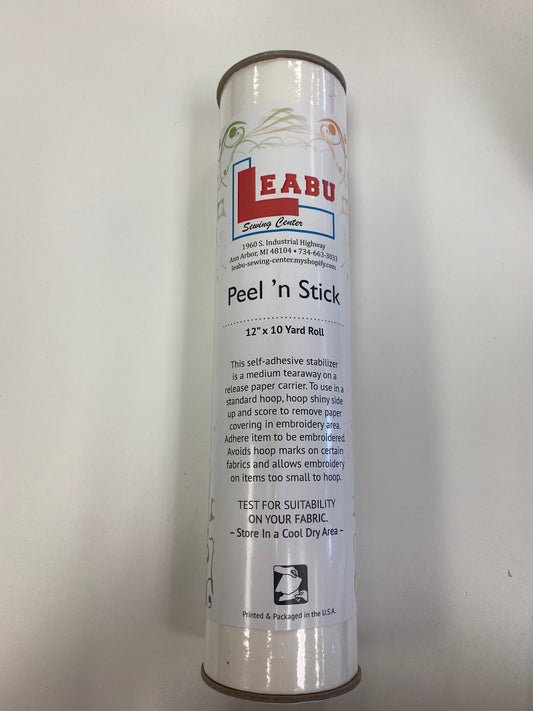 LEABU
Sewing Center
1960 S. Industrial Highway
Ann Arbor, MI 48104 • 734-663-3033
leabu-sewing-center.myshopify.com
Peel 'n Stick
12" x 10 Yard Roll
This self-adhesive stabilizer
is a medium tearaway on a
release paper carrier. To use in a
standard hoop, hoop shiny side
up and score to remove paper
covering in embroidery area.
Adhere item to be embroidered.
Avoids hoop marks on certain
fabrics and allows embroidery
on items too small to hoop.
TEST FOR SUITABILITY
ON YOUR FABRIC.
– Store In a Cool Dry Area –
Printed & Packaged in the U.S.A.